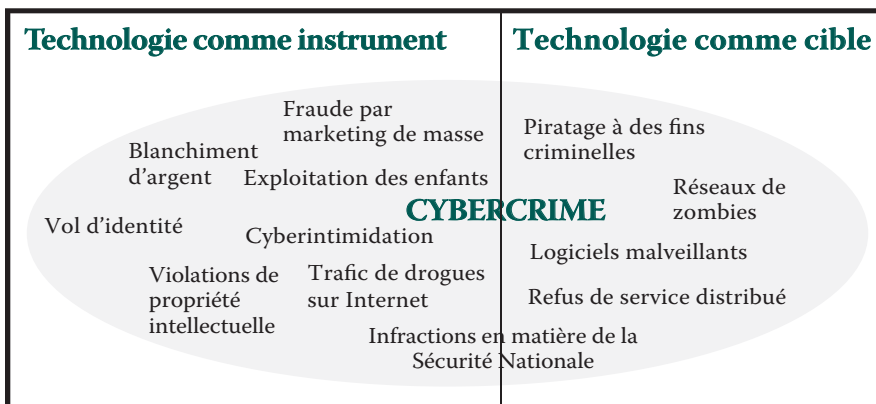 Technologie comme instrument
Technologie comme cible
Fraude par
marketing de masse
Blanchiment
d'argent
Exploitation des enfants
Vol d'identité
Cyberintimidation
Violations de
propriété
intellectuelle
Trafic de drogues
sur Internet
CYBERCRIME
Piratage à des fins
criminelles
Réseaux de
zombies
Logiciels malveillants
Refus de service distribué
Infractions en matière de la
Sécurité Nationale